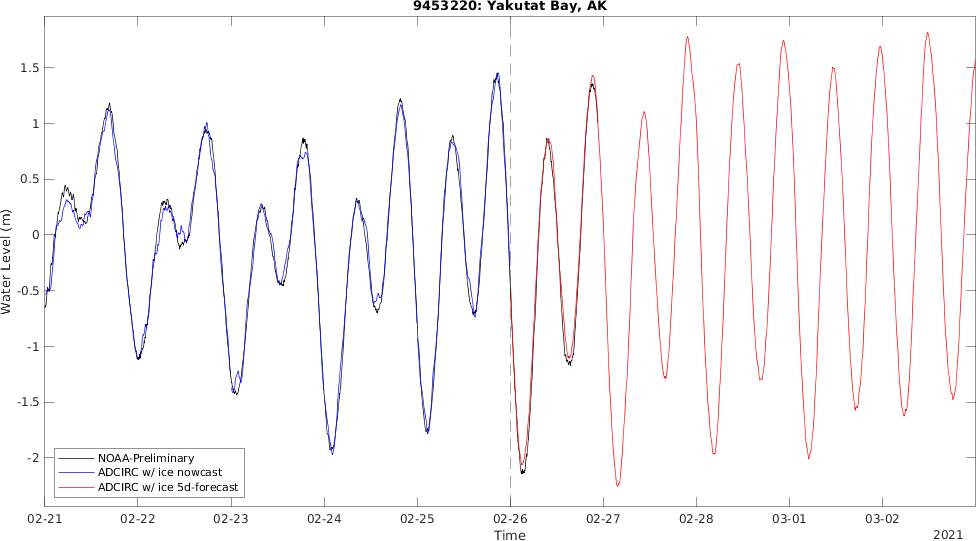 9453220: Yakutat Bay, AK
Water Level (m)
1.5
1
0.5
0
-0.5
-1
-1.5
-2
NOAA-Preliminary
ADCIRC w/ ice nowcast
ADCIRC w/ ice 5d-forecast
02-21 02-22 02-23 02-24 02-25 02-26 02-27 02-28 03-01 03-02
Time
2021